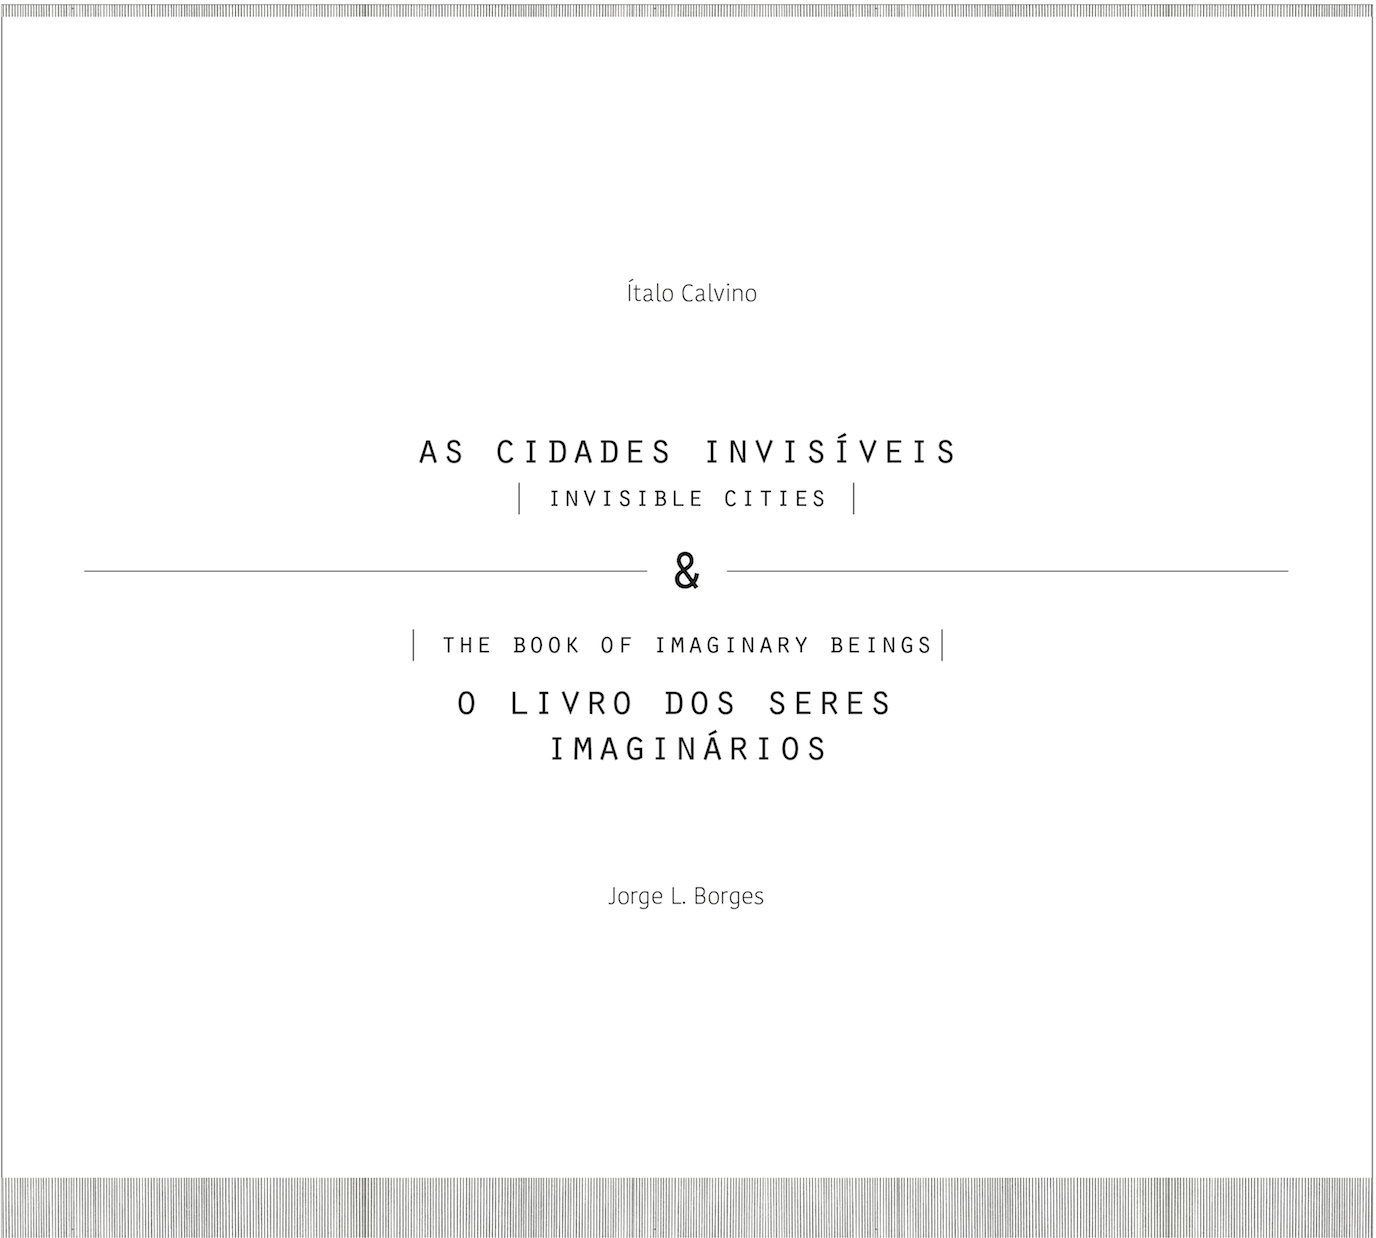 Ítalo Calvino
AS CIDADES INVISÍVEIS
| INVISIBLE CITIES |
&
| THE BOOK OF IMAGINARY BEINGS|
O LIVRO DOS SERES
IMAGINÁRIOS
Jorge L. Borges